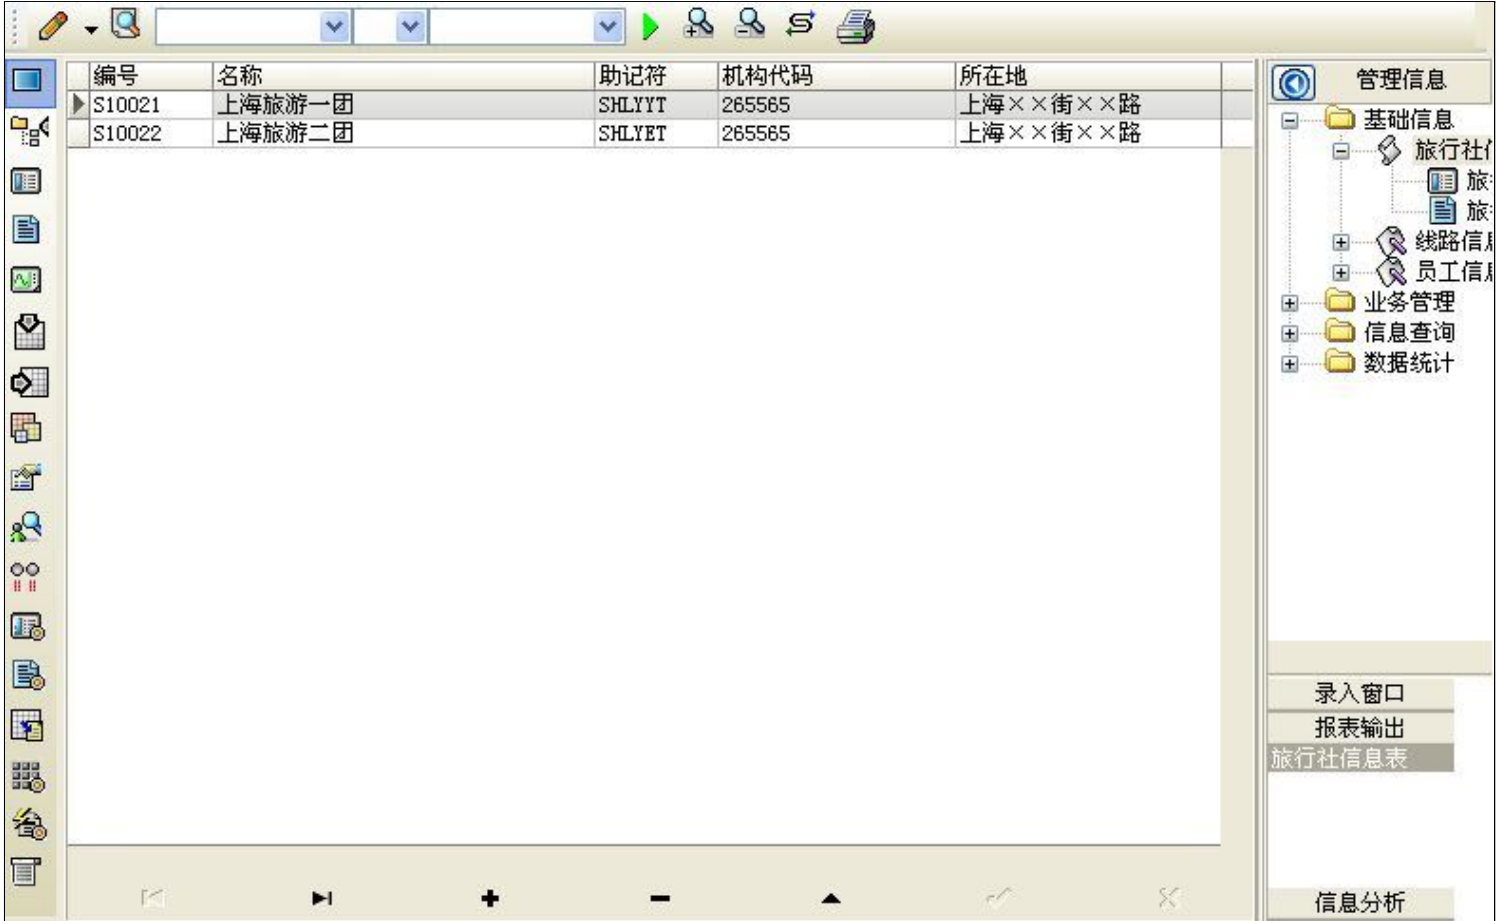 编号 名称 助记符 机构代码 所在地
S10021 上海旅游一团 SHLYYT 265565 上海××街××路
S10022 上海旅游二团 SHLYET 265565 上海××街××路
管理信息
基础信息
旅行社
旅
旅
线路信
员工信
业务管理
信息查询
数据统计
录入窗口
报表输出
旅行社信息表
信息分析